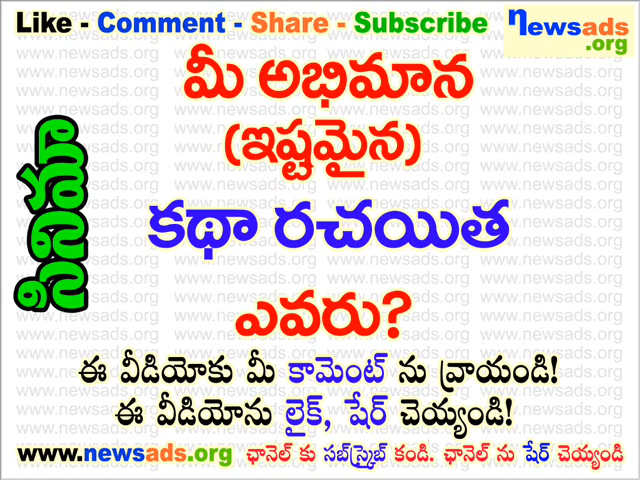 Like - Comment - Share - Subscribe
newsads
.org
మీ అభిమాన
(ఇష్టమైన)
కథా రచయిత
ఎవరు?
సినిమా
ఈ వీడియోకు మీ కామెంట్ ను వ్రాయండి!
ఈ వీడియోను లైక్, షేర్ చెయ్యండి!
www.newsads.org ఛానెల్ కు సబ్‌స్క్రైబ్ కండి. ఛానెల్ ను షేర్ చెయ్యండి